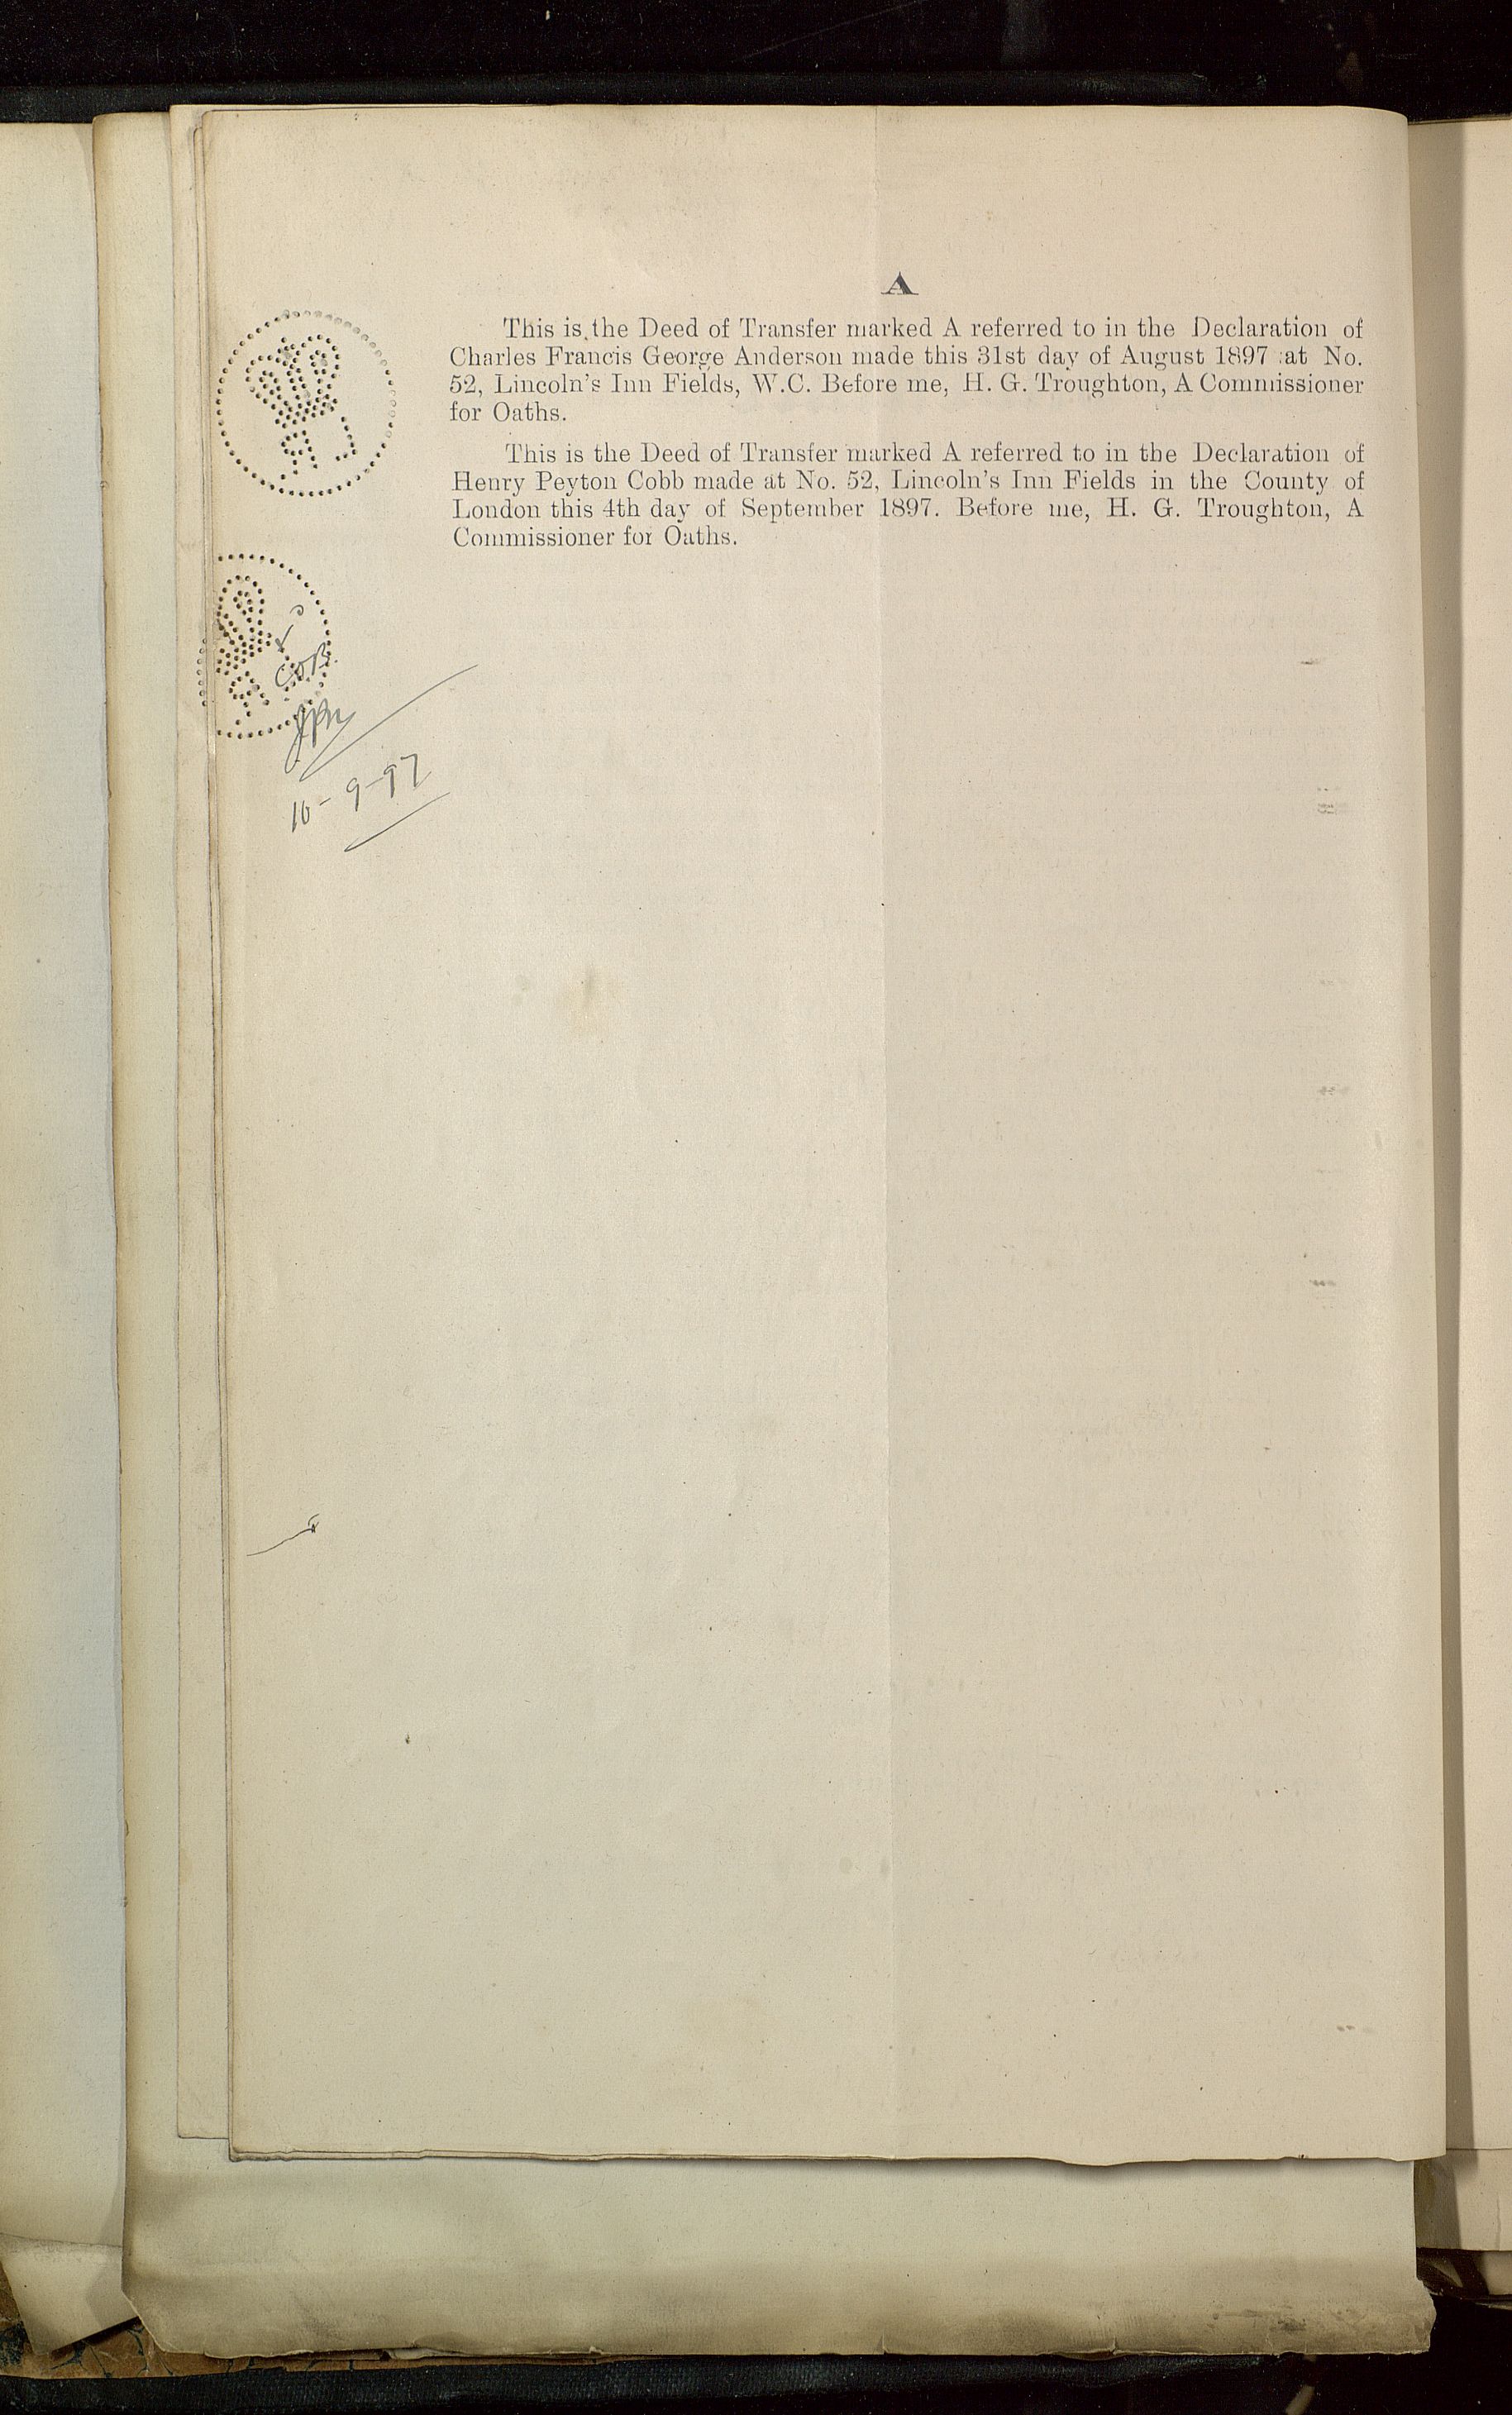 A
This is the Deed of Transfer marked A referred to in the Declaration of
Charles Francis George Anderson made this 31st day of August 1897 at No.
52, Lincoln's Inn Fields, W.C. Before me, H. G. Troughton, A Commissioner
for Oaths.
This is the Deed of Transfer marked A referred to in the Declaration of
Henry Peyton Cobb made at No. 52, Lincoln's Inn Fields in the County of
London this 4th day of September 1897. Before me, H. G. Troughton, A
Commissioner for Oaths.
10-9-97